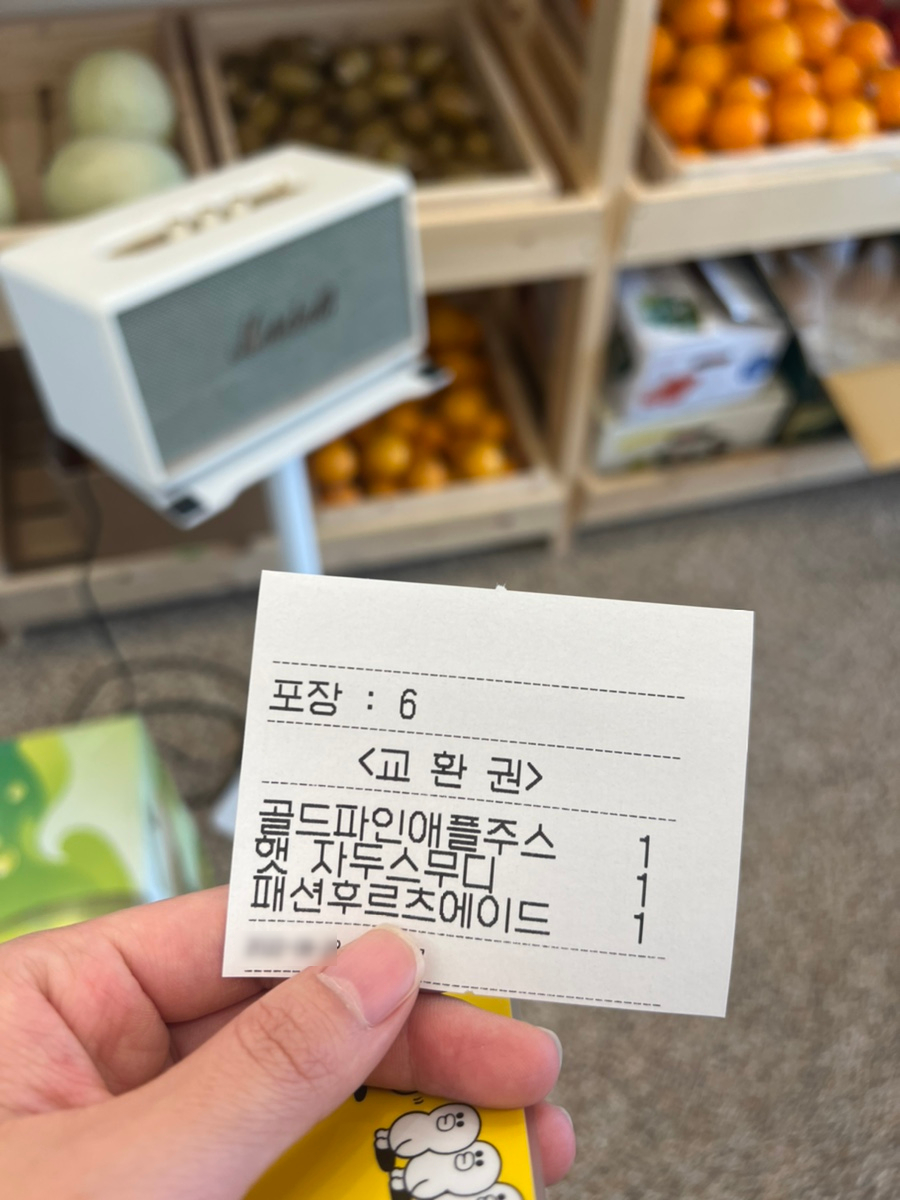 Marshall
포장 : 6
<교 환 권>
골드파인애플주스 1
햇 자두스무디 1
패션후르츠에이드 1